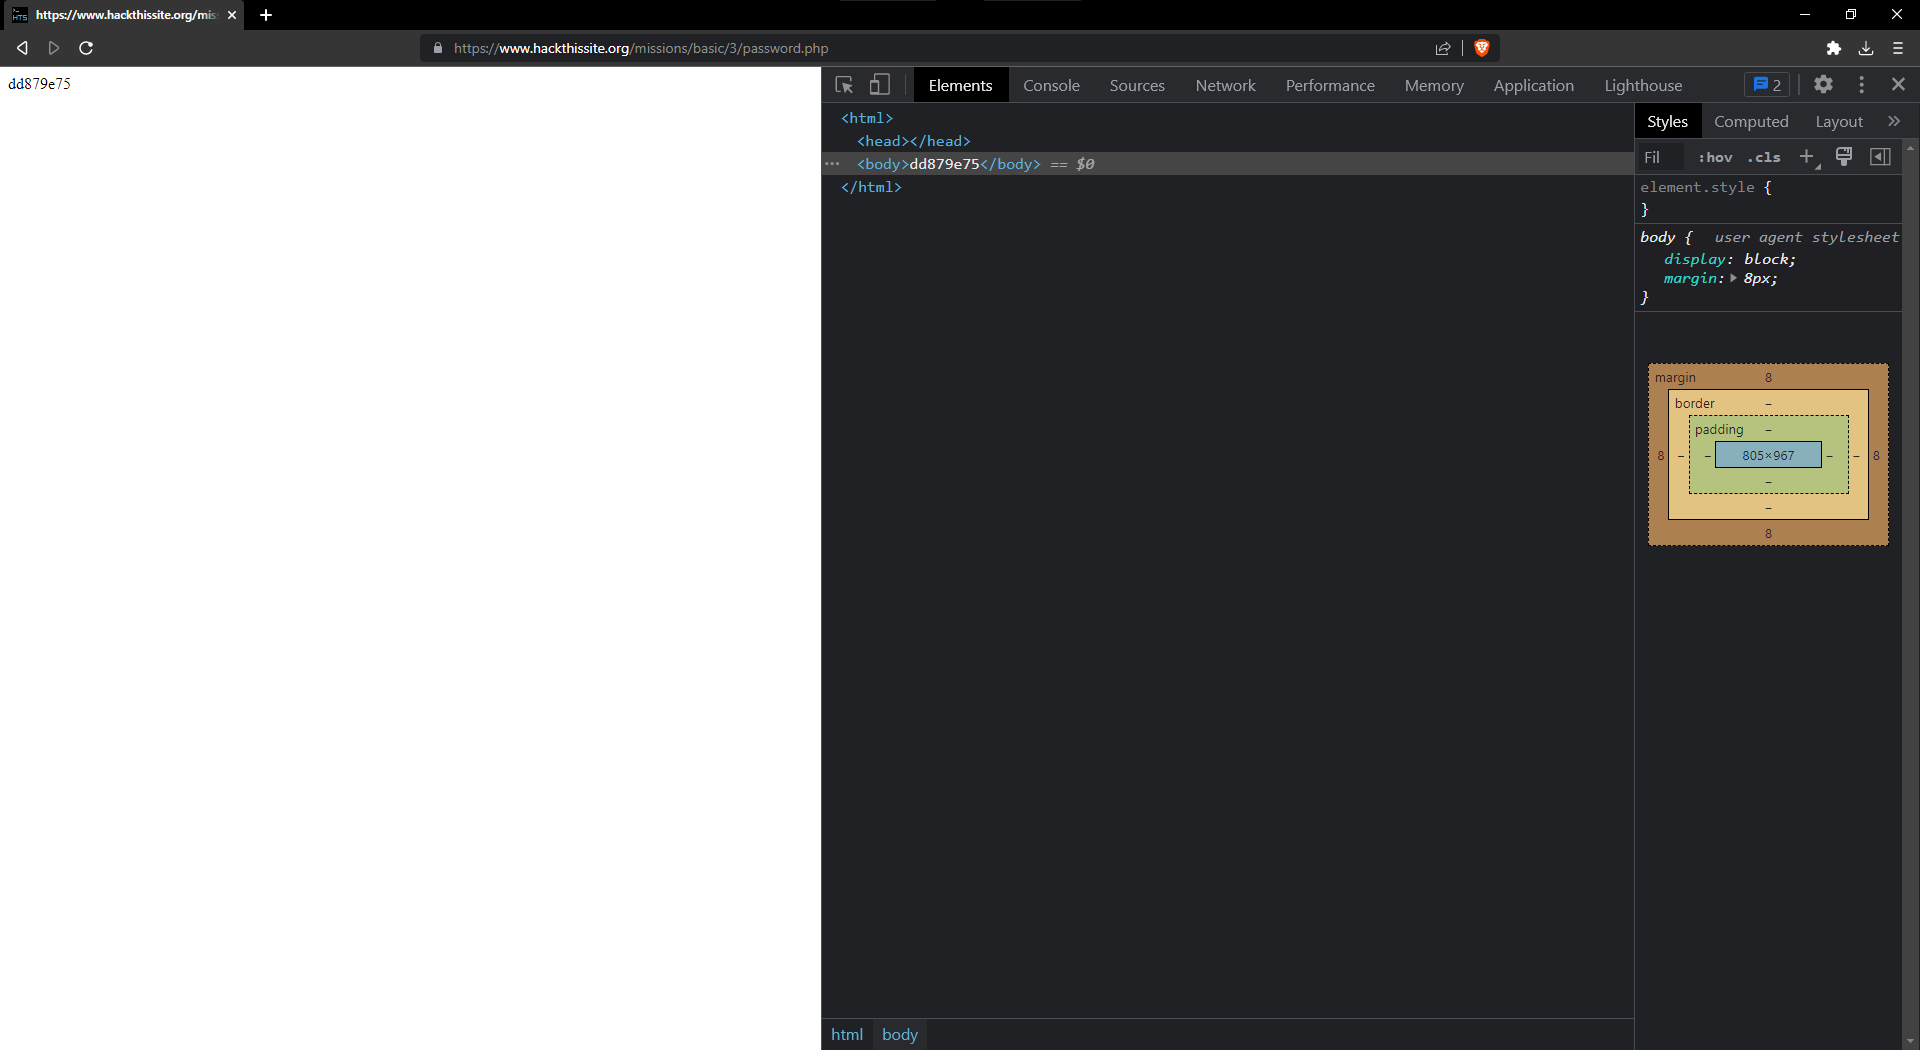 https://www.hackthissite.org/mis
https://www.hackthissite.org/missions/basic/3/password.php
dd879e75
Elements Console Sources Network Performance Memory Application Lighthouse 2
<html>
<head></head>
<body>dd879e75</body> == $0
</html>
html body
Styles Computed Layout »
Fil :hov .cls +
element.style {
}
body { user agent stylesheet
display: block;
margin: 8px;
}
margin 8
border –
padding –
8 – – 805×967 – – 8
–
–
8